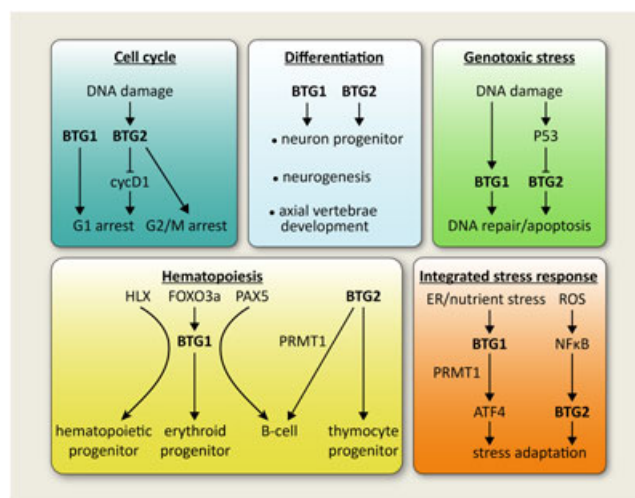 Cell cycle
DNA damage
BTG1 BTG2
cycD1
G1 arrest G2/M arrest
Differentiation
BTG1 BTG2
• neuron progenitor
• neurogenesis
• axial vertebrae
development
Genotoxic stress
DNA damage
P53
BTG1 BTG2
DNA repair/apoptosis
Hematopoiesis
HLX FOXO3a PAX5 BTG2
BTG1
PRMT1
hematopoietic
progenitor
erythroid
progenitor
B-cell
thymocyte
progenitor
Integrated stress response
ER/nutrient stress ROS
BTG1 NFκB
PRMT1
ATF4 BTG2
stress adaptation